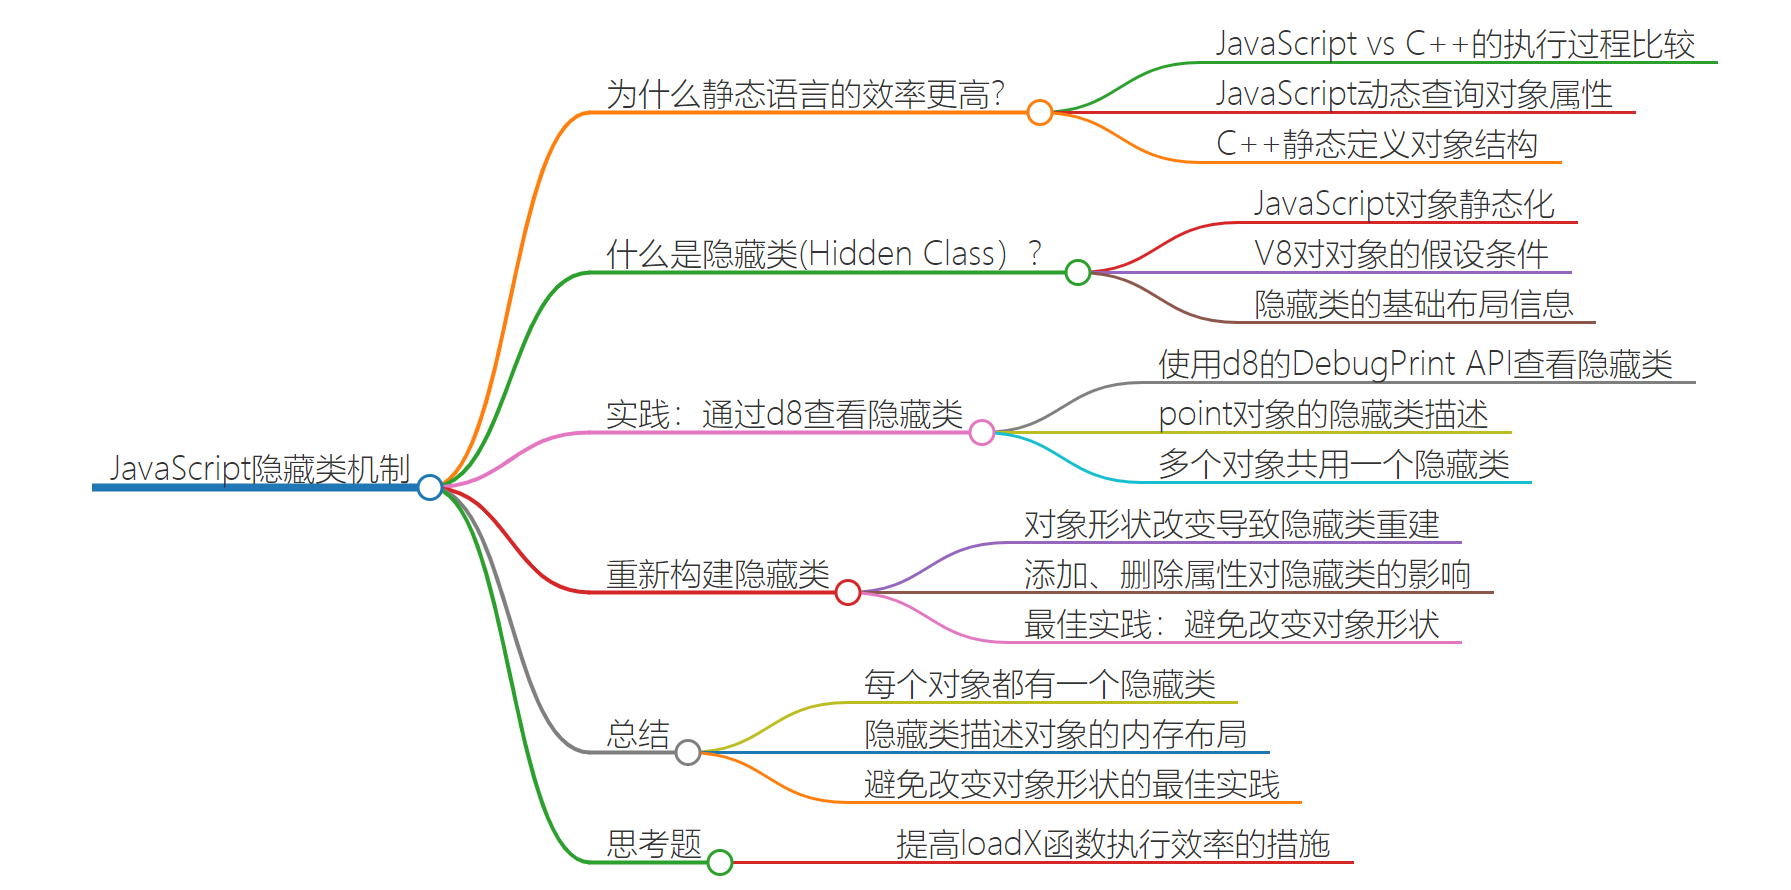 JavaScript隐藏类机制
为什么静态语言的效率更高?
JavaScript vs C++的执行过程比较
JavaScript动态查询对象属性
C++静态定义对象结构
什么是隐藏类(Hidden Class）?
JavaScript对象静态化
V8对对象的假设条件
隐藏类的基础布局信息
实践：通过d8查看隐藏类
使用d8的DebugPrint API查看隐藏类
point对象的隐藏类描述
多个对象共用一个隐藏类
重新构建隐藏类
对象形状改变导致隐藏类重建
添加、删除属性对隐藏类的影响
最佳实践：避免改变对象形状
总结
每个对象都有一个隐藏类
隐藏类描述对象的内存布局
避免改变对象形状的最佳实践
思考题
提高loadX函数执行效率的措施